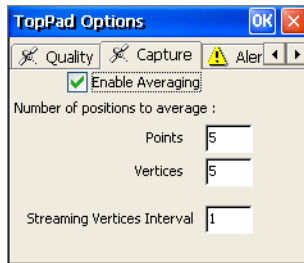 TopPad Options OK
Quality Capture Aler
Enable Averaging
Number of positions to average :
Points 5
Vertices 5
Streaming Vertices Interval 1